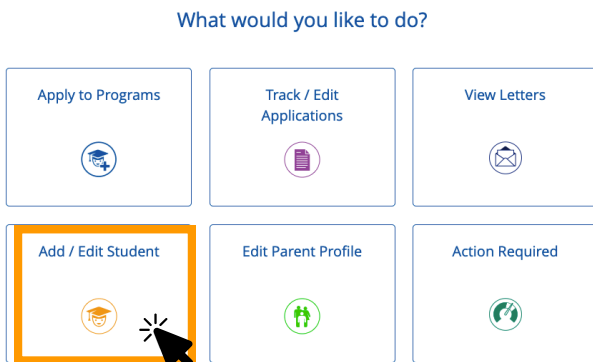 What would you like to do?
Apply to Programs
Track / Edit
Applications
View Letters
Add / Edit Student
Edit Parent Profile
Action Required